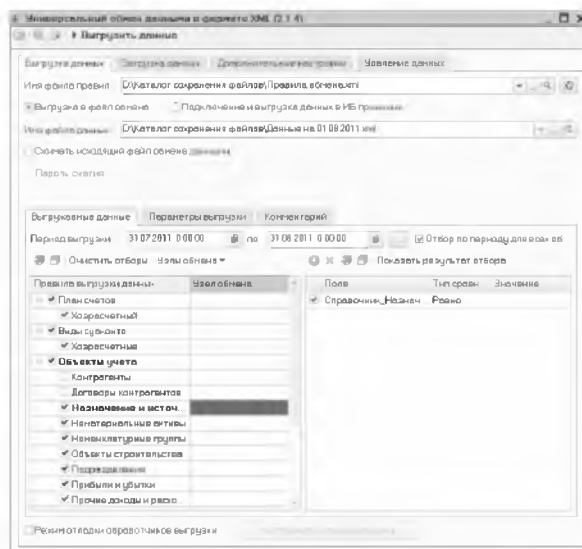 Универсальный обмен данными в формате XML (2.1.4)
Выгрузить данные
Выгрузка данных Загрузка данных Дополнительные настройки Удаление данных
Имя файла правил: D:\Каталог сохранения файлов\Правила обмена.xml
Выгрузка в файл обмена Подключение и выгрузка данных в ИБ приемник
Имя файла данных: D:\Каталог сохранения файлов\Данные на 01 08 2011.xml
Сжимать исходящий файл обмена данными
Пароль сжатия
Выгружаемые данные Параметры выгрузки Комментарий
Период выгрузки 31.07.2011 0:00:00 по 31.08.2011 0:00:00 Отбор по периоду для всех об
Очистить отборы Узлы обмена Показать результат отбора
Правила выгрузки данных Узел обмена Поле Тип сравн Значение
План счетов Справочник_Назнач... Равно
Хозрасчетный
Виды субконто
Хозрасчетные
Объекты учета
Контрагенты
Договоры контрагентов
Назначение и источ...
Нематериальные активы
Номенклатурные группы
Объекты строительства
Подразделения
Прибыли и убытки
Прочие доходы и расхо...
Режим отладки обработчиков выгрузки